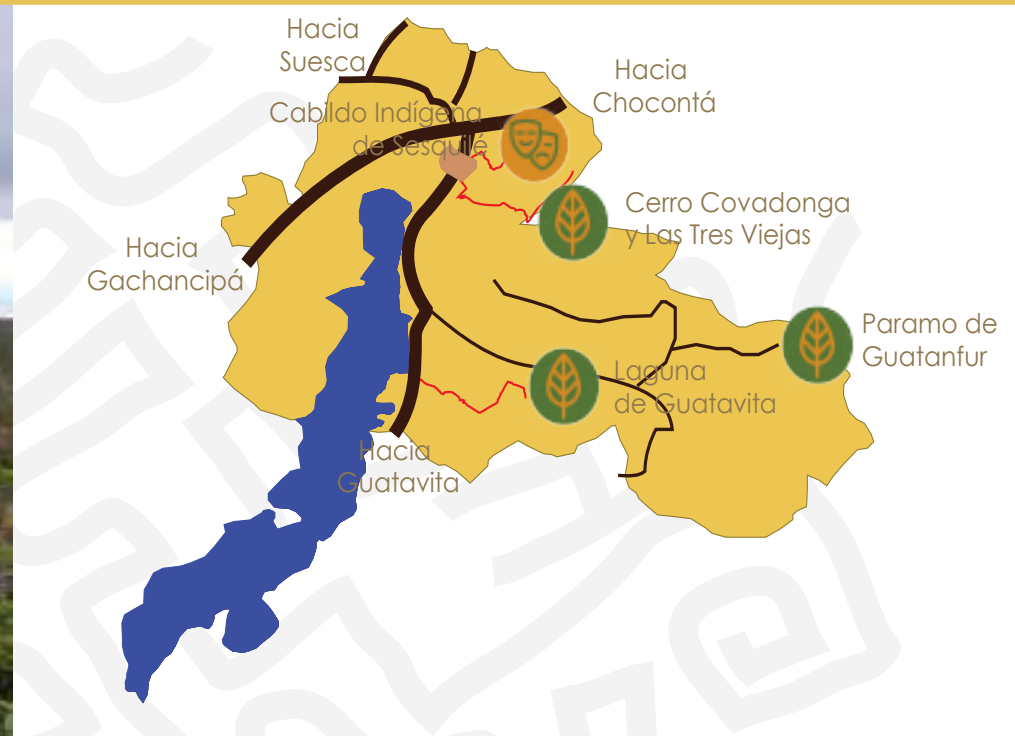 Hacia
Suesca
Hacia
Chocontá
Cabildo Indígena
de Sesquilé
Cerro Covadonga
y Las Tres Viejas
Hacia
Gachancipá
Paramo de
Guatanfur
Laguna
de Guatavita
Hacia
Guatavita